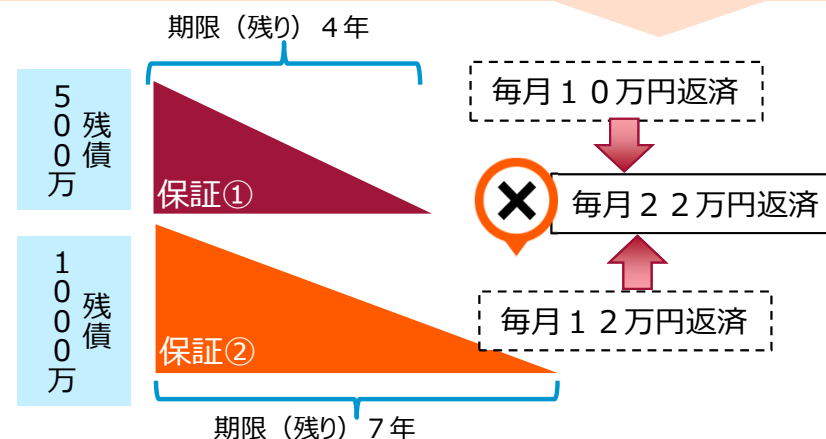 期限（残り）４年
残債
５００万
保証①
毎月１０万円返済
毎月２２万円返済
残債
１０００万
保証②
毎月１２万円返済
期限（残り）７年